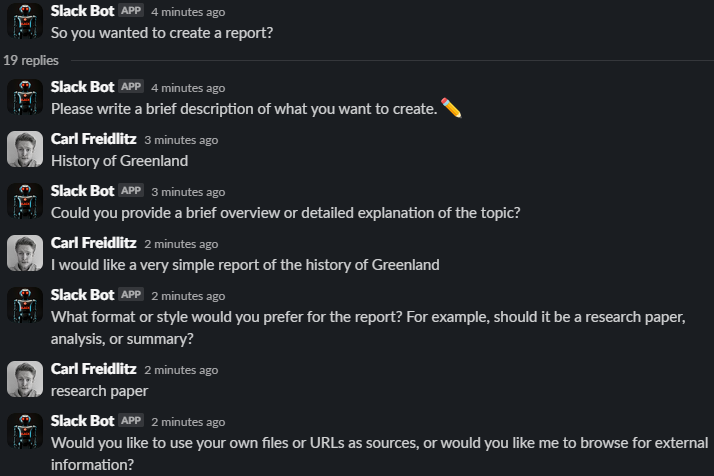 Slack Bot APP 4 minutes ago
So you wanted to create a report?
19 replies
Slack Bot APP 4 minutes ago
Please write a brief description of what you want to create. ✏️
Carl Freidlitz 3 minutes ago
History of Greenland
Slack Bot APP 3 minutes ago
Could you provide a brief overview or detailed explanation of the topic?
Carl Freidlitz 2 minutes ago
I would like a very simple report of the history of Greenland
Slack Bot APP 2 minutes ago
What format or style would you prefer for the report? For example, should it be a research paper,
analysis, or summary?
Carl Freidlitz 2 minutes ago
research paper
Slack Bot APP 2 minutes ago
Would you like to use your own files or URLs as sources, or would you like me to browse for external
information?